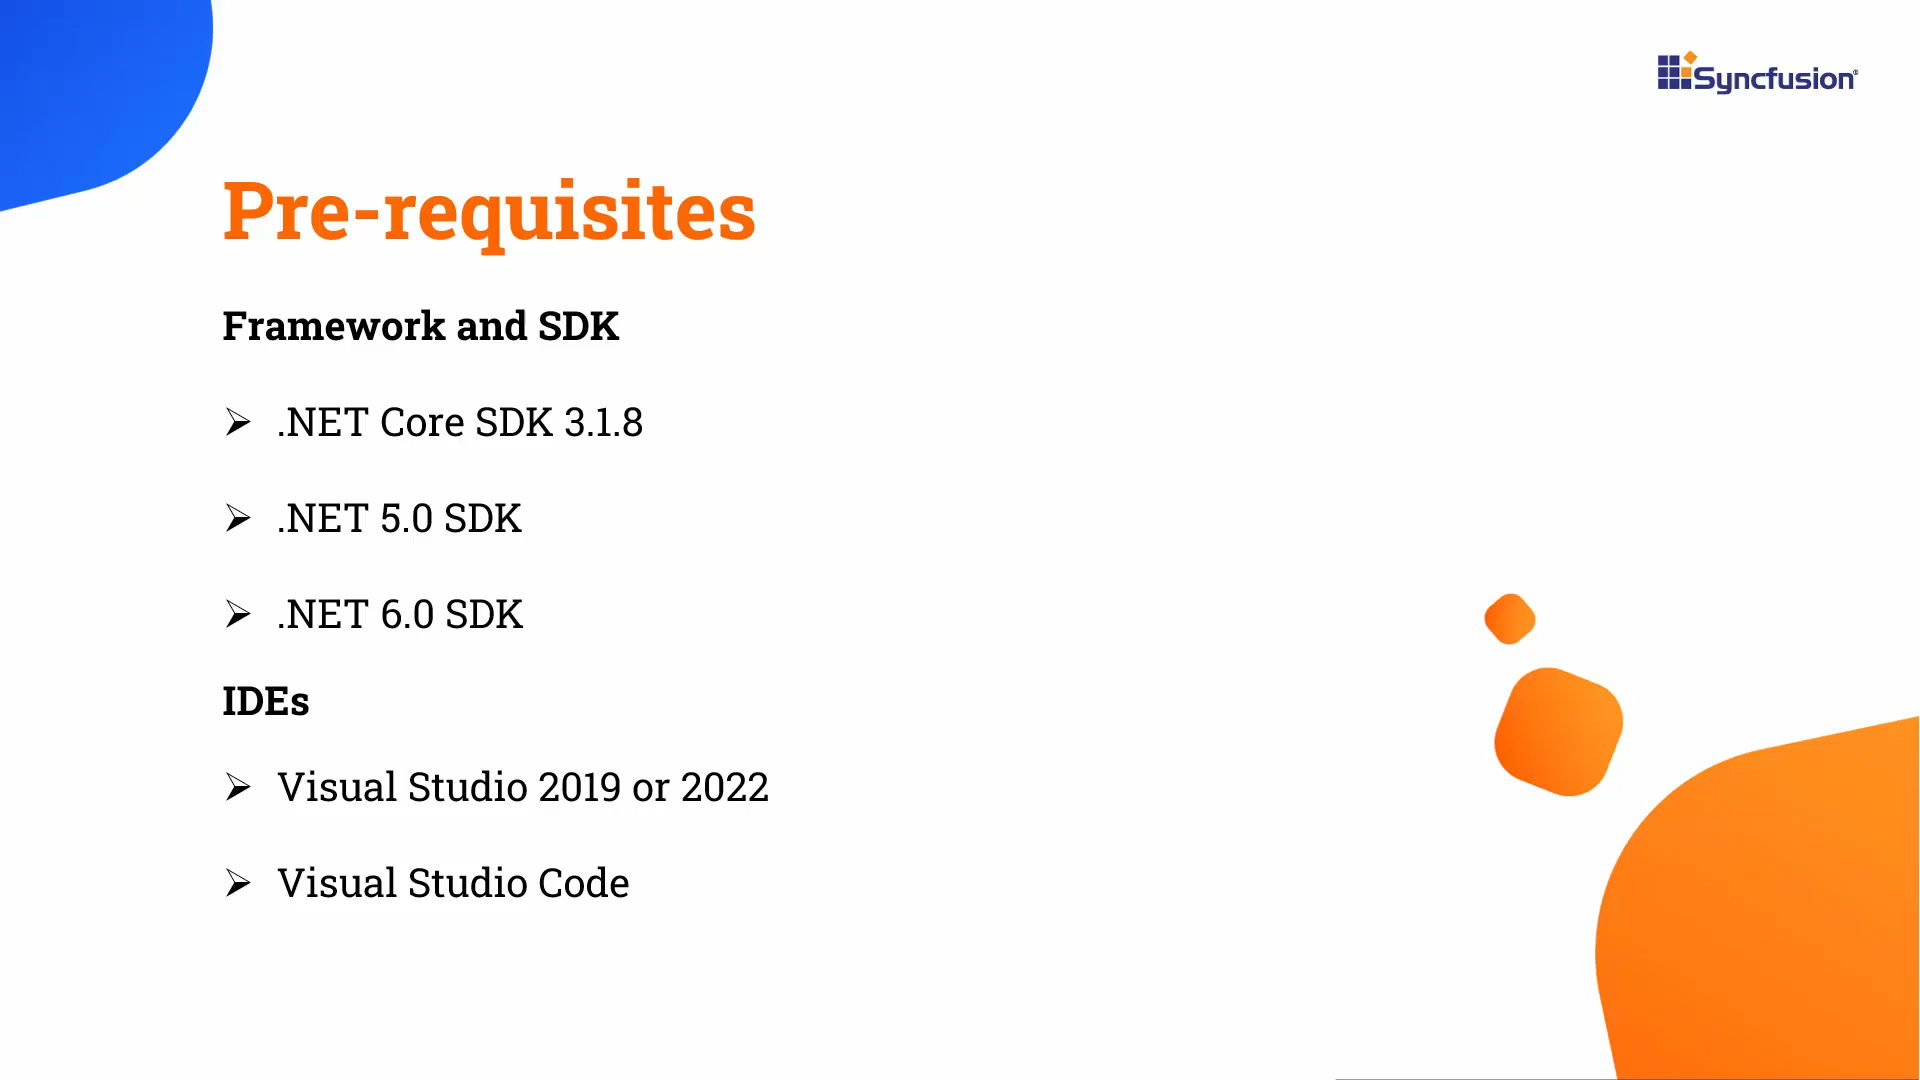 Syncfusion®
Pre-requisites
Framework and SDK
➢ .NET Core SDK 3.1.8
➢ .NET 5.0 SDK
➢ .NET 6.0 SDK
IDEs
➢ Visual Studio 2019 or 2022
➢ Visual Studio Code